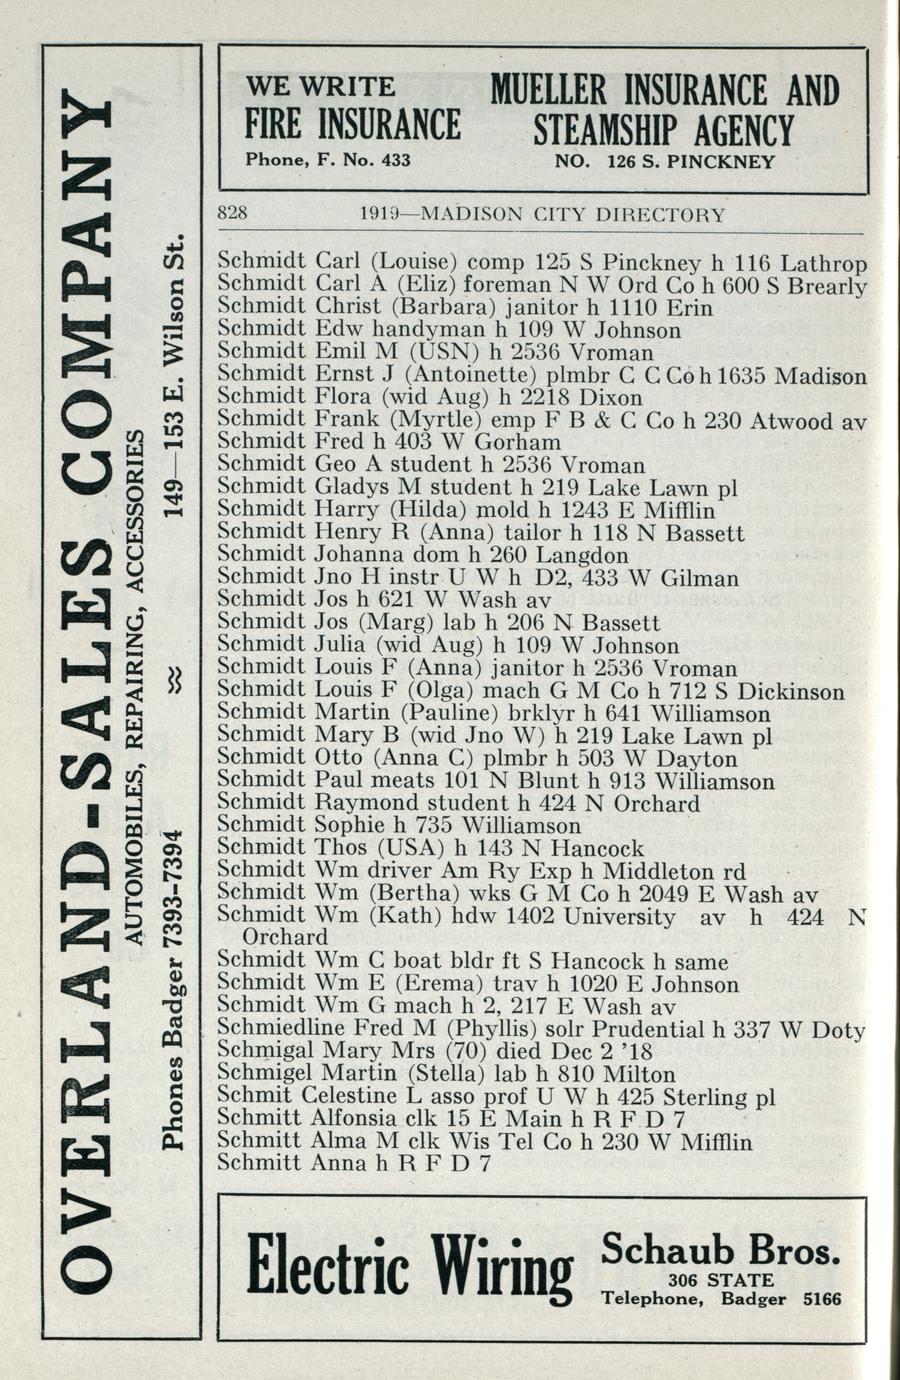 OVERLAND-SALES COMPANY
AUTOMOBILES, REPAIRING, ACCESSORIES
Phones Badger 7393-7394 149—153 E. Wilson St.
WE WRITE
FIRE INSURANCE
Phone, F. No. 433
MUELLER INSURANCE AND
STEAMSHIP AGENCY
NO. 126 S. PINCKNEY
828 1919—MADISON CITY DIRECTORY
Schmidt Carl (Louise) comp 125 S Pinckney h 116 Lathrop
Schmidt Carl A (Eliz) foreman N W Ord Co h 600 S Brearly
Schmidt Christ (Barbara) janitor h 1110 Erin
Schmidt Edw handyman h 109 W Johnson
Schmidt Emil M (USN) h 2536 Vroman
Schmidt Ernst J (Antoinette) plmbr C C Co h 1635 Madison
Schmidt Flora (wid Aug) h 2218 Dixon
Schmidt Frank (Myrtle) emp F B & C Co h 230 Atwood av
Schmidt Fred h 403 W Gorham
Schmidt Geo A student h 2536 Vroman
Schmidt Gladys M student h 219 Lake Lawn pl
Schmidt Harry (Hilda) mold h 1243 E Mifflin
Schmidt Henry R (Anna) tailor h 118 N Bassett
Schmidt Johanna dom h 260 Langdon
Schmidt Jno H instr U W h D2, 433 W Gilman
Schmidt Jos h 621 W Wash av
Schmidt Jos (Marg) lab h 206 N Bassett
Schmidt Julia (wid Aug) h 109 W Johnson
Schmidt Louis F (Anna) janitor h 2536 Vroman
Schmidt Louis F (Olga) mach G M Co h 712 S Dickinson
Schmidt Martin (Pauline) brklyr h 641 Williamson
Schmidt Mary B (wid Jno W) h 219 Lake Lawn pl
Schmidt Otto (Anna C) plmbr h 503 W Dayton
Schmidt Paul meats 101 N Blunt h 913 Williamson
Schmidt Raymond student h 424 N Orchard
Schmidt Sophie h 735 Williamson
Schmidt Thos (USA) h 143 N Hancock
Schmidt Wm driver Am Ry Exp h Middleton rd
Schmidt Wm (Bertha) wks G M Co h 2049 E Wash av
Schmidt Wm (Kath) hdw 1402 University av h 424 N
Orchard
Schmidt Wm C boat bldr ft S Hancock h same
Schmidt Wm E (Erema) trav h 1020 E Johnson
Schmidt Wm G mach h 2, 217 E Wash av
Schmiedline Fred M (Phyllis) solr Prudential h 337 W Doty
Schmigal Mary Mrs (70) died Dec 2 ’18
Schmigel Martin (Stella) lab h 810 Milton
Schmit Celestine L asso prof U W h 425 Sterling pl
Schmitt Alfonsia clk 15 E Main h R F D 7
Schmitt Alma M clk Wis Tel Co h 230 W Mifflin
Schmitt Anna h R F D 7
Electric Wiring
Schaub Bros.
306 STATE
Telephone, Badger 5166